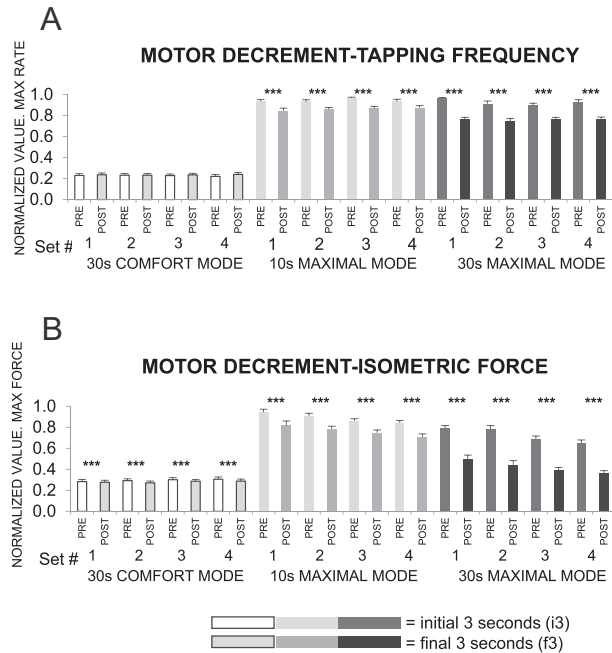 A
MOTOR DECREMENT-TAPPING FREQUENCY
NORMALIZED VALUE. MAX RATE
1.0
0.8
0.6
0.4
0.2
0.0
*** *** *** *** *** *** *** ***
PRE POST PRE POST PRE POST PRE POST PRE POST PRE POST PRE POST PRE POST PRE POST PRE POST PRE POST PRE POST
Set # 1 2 3 4 1 2 3 4 1 2 3 4
30s COMFORT MODE 10s MAXIMAL MODE 30s MAXIMAL MODE
B
MOTOR DECREMENT-ISOMETRIC FORCE
NORMALIZED VALUE. MAX FORCE
1.0
0.8
0.6
0.4
0.2
0.0
*** *** *** *** *** *** *** *** *** *** *** ***
PRE POST PRE POST PRE POST PRE POST PRE POST PRE POST PRE POST PRE POST PRE POST PRE POST PRE POST PRE POST
Set # 1 2 3 4 1 2 3 4 1 2 3 4
30s COMFORT MODE 10s MAXIMAL MODE 30s MAXIMAL MODE
= initial 3 seconds (i3)
= final 3 seconds (f3)